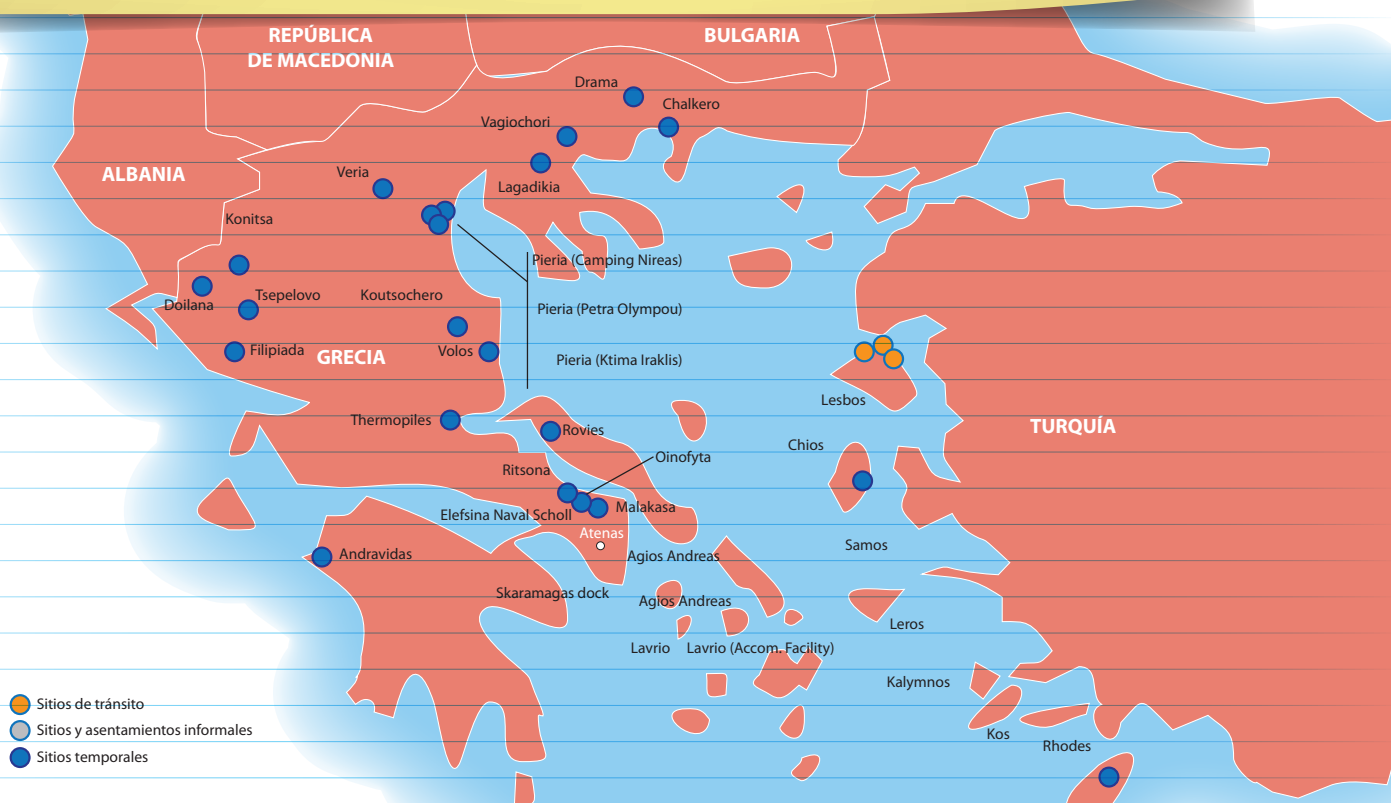 REPÚBLICA
DE MACEDONIA
BULGARIA
Drama
Chalkero
Vagiochori
ALBANIA
Veria
Lagadikia
Konitsa
Pieria (Camping Nireas)
Doilana
Tsepelovo
Koutsochero
Pieria (Petra Olympou)
Filipiada
GRECIA
Volos
Pieria (Ktima Iraklis)
Lesbos
Thermopiles
Rovies
TURQUÍA
Chios
Oinofyta
Ritsona
Elefsina Naval Scholl
Malakasa
Atenas
Samos
Andravidas
Agios Andreas
Skaramagas dock
Agios Andreas
Leros
Lavrio
Lavrio (Accom. Facility)
Kalymnos
Kos
Rhodes
Sitios de tránsito
Sitios y asentamientos informales
Sitios temporales